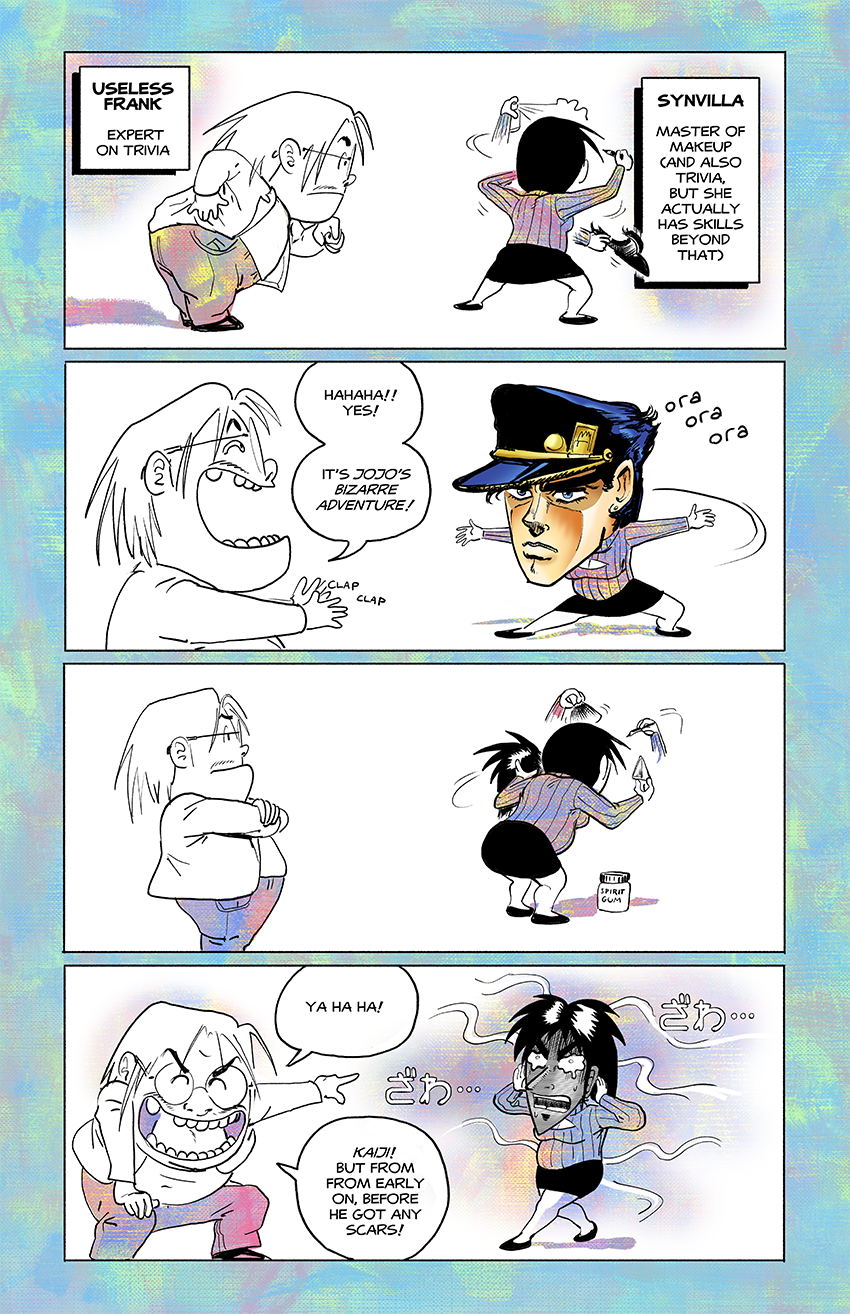 USELESS
FRANK
EXPERT
ON TRIVIA
SYNVILLA
MASTER OF
MAKEUP
(AND ALSO
TRIVIA,
BUT SHE
ACTUALLY
HAS SKILLS
BEYOND
THAT)
HAHAHA!!
YES!
IT'S JOJO'S
BIZARRE
ADVENTURE!
CLAP
CLAP
ora
ora
ora
SPIRIT
GUM
YA HA HA!
ざわ…
ざわ…
KAIJI!
BUT FROM
FROM EARLY
ON, BEFORE
HE GOT ANY
SCARS!